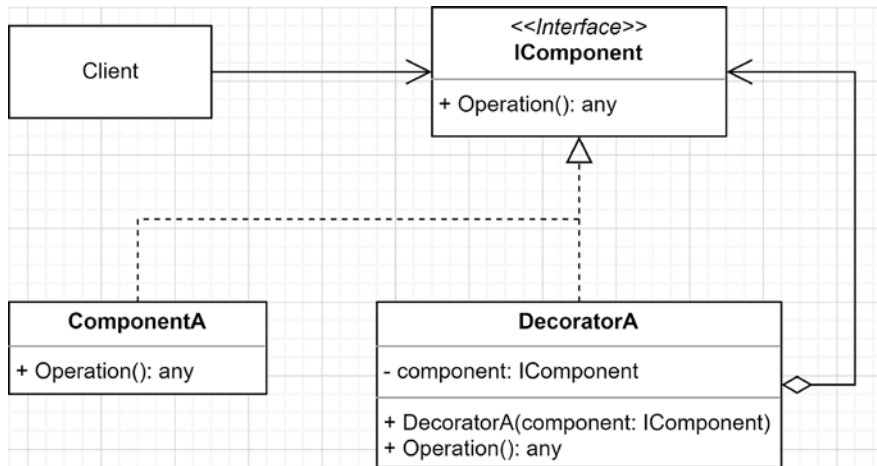 Client
<<Interface>>
IComponent
+ Operation(): any
ComponentA
+ Operation(): any
DecoratorA
- component: IComponent
+ DecoratorA(component: IComponent)
+ Operation(): any